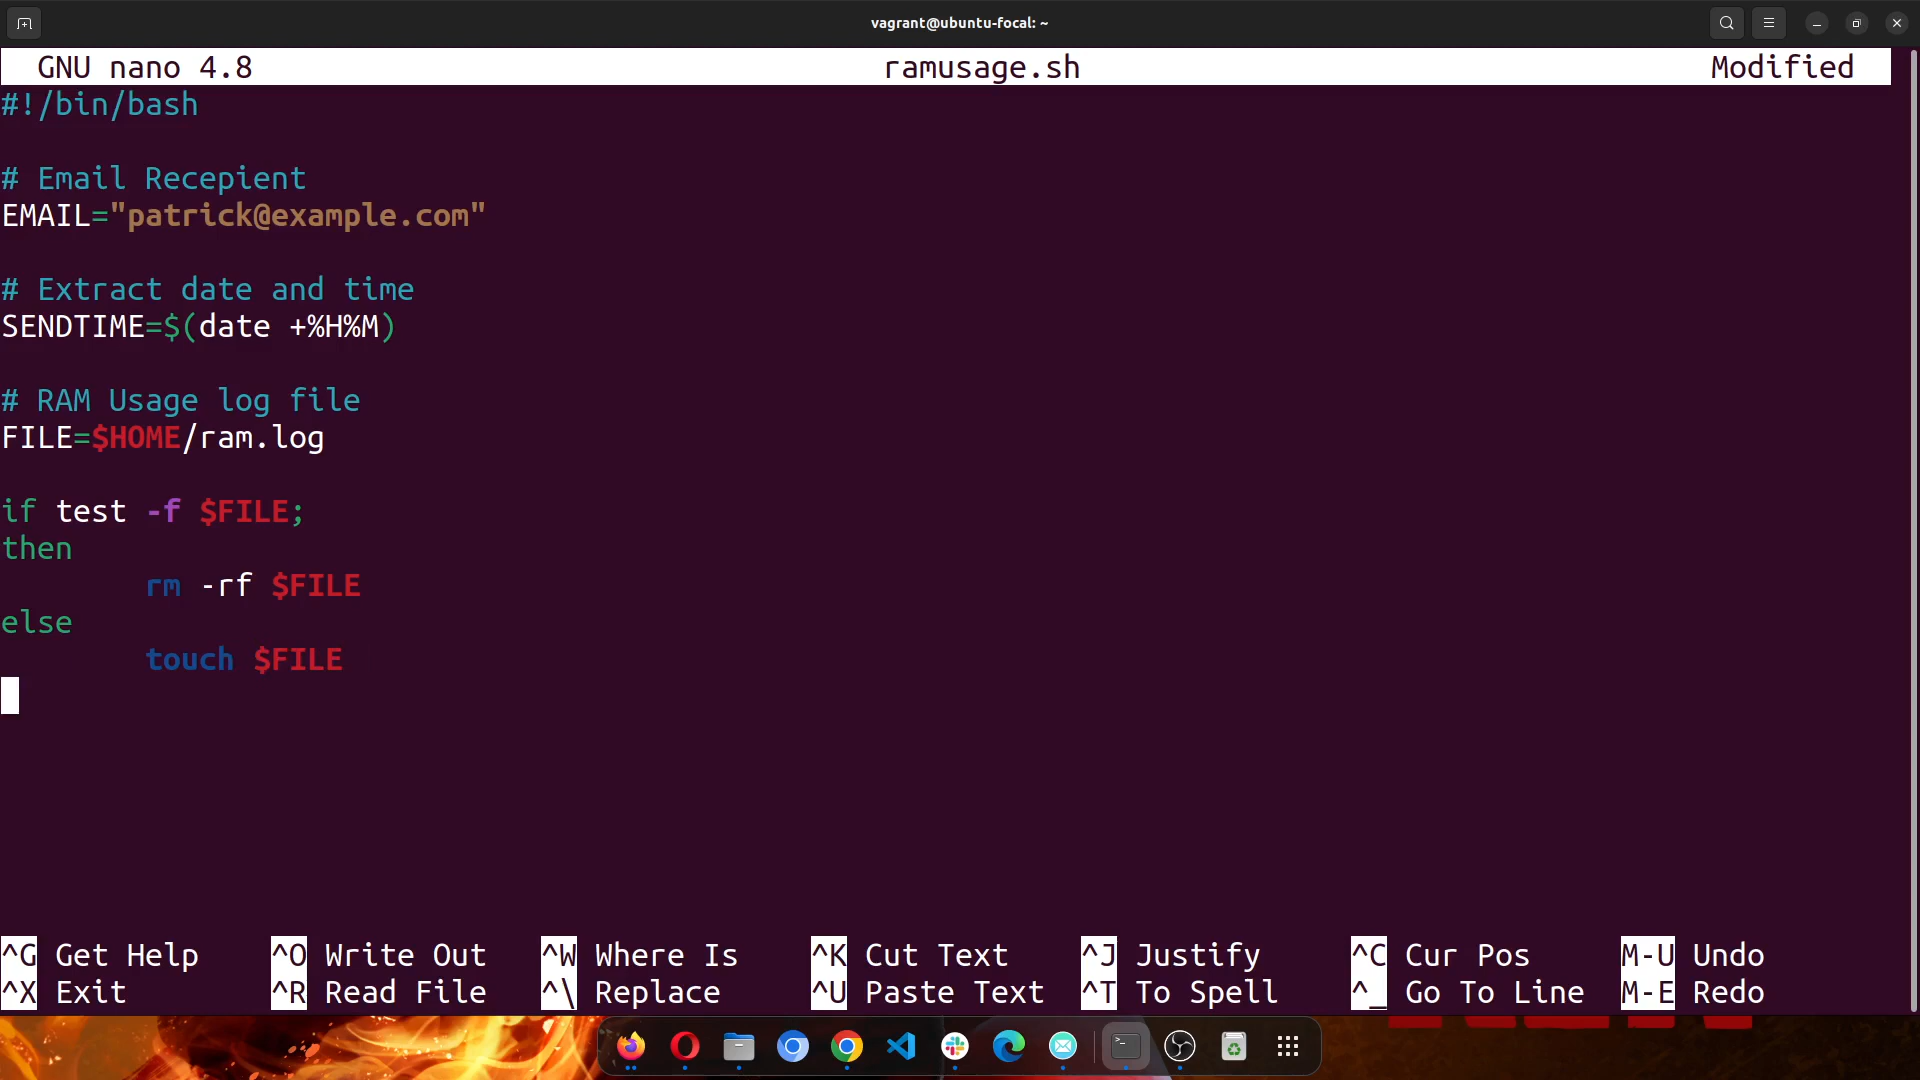 vagrant@ubuntu-focal: ~
GNU nano 4.8 ramusage.sh Modified
#!/bin/bash
# Email Recepient
EMAIL="patrick@example.com"
# Extract date and time
SENDTIME=$(date +%H%M)
# RAM Usage log file
FILE=$HOME/ram.log
if test -f $FILE;
then
        rm -rf $FILE
else
        touch $FILE
^G Get Help ^O Write Out ^W Where Is ^K Cut Text ^J Justify ^C Cur Pos M-U Undo
^X Exit ^R Read File ^\ Replace ^U Paste Text ^T To Spell ^_ Go To Line M-E Redo